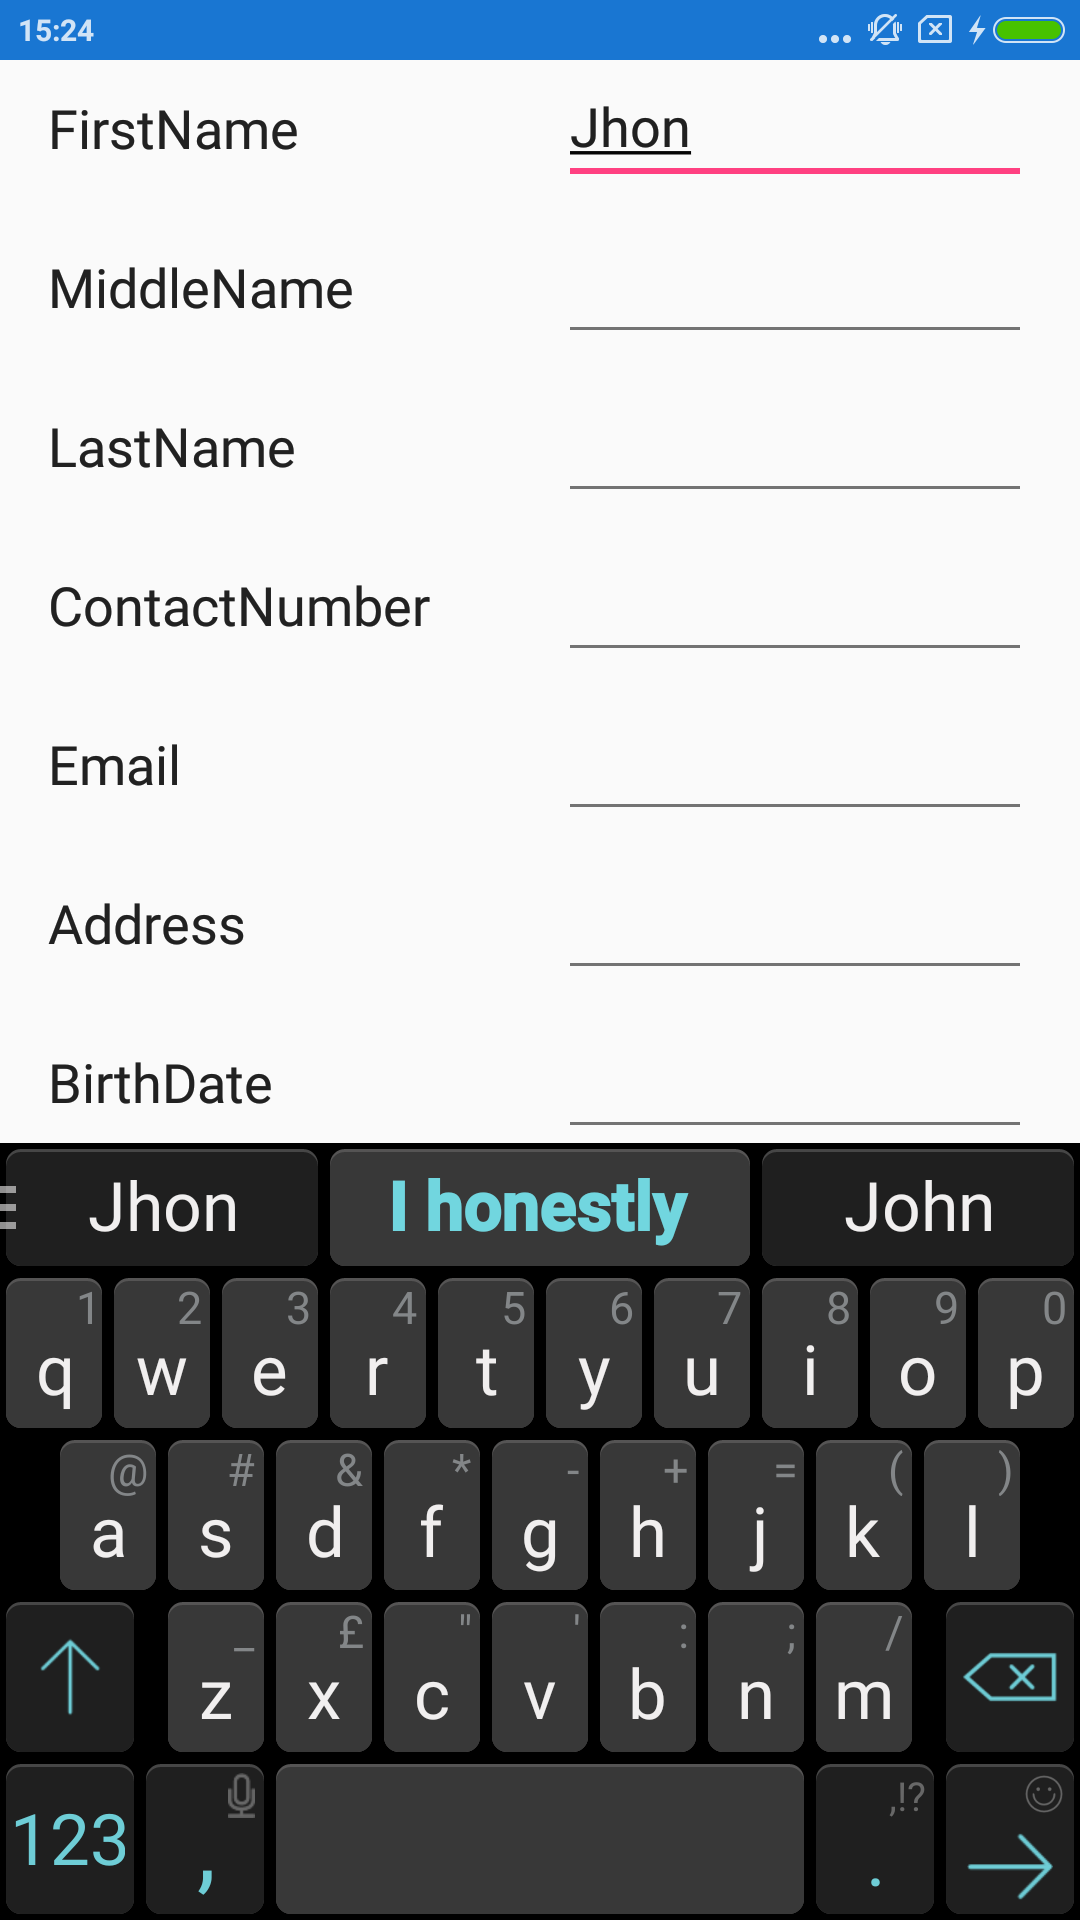 15:24
FirstName Jhon
MiddleName
LastName
ContactNumber
Email
Address
BirthDate
Jhon I honestly John
1 2 3 4 5 6 7 8 9 0
q w e r t y u i o p
@ # & * - + = ( )
a s d f g h j k l
_ £ " ' : ; /
z x c v b n m
,!?
123 , .